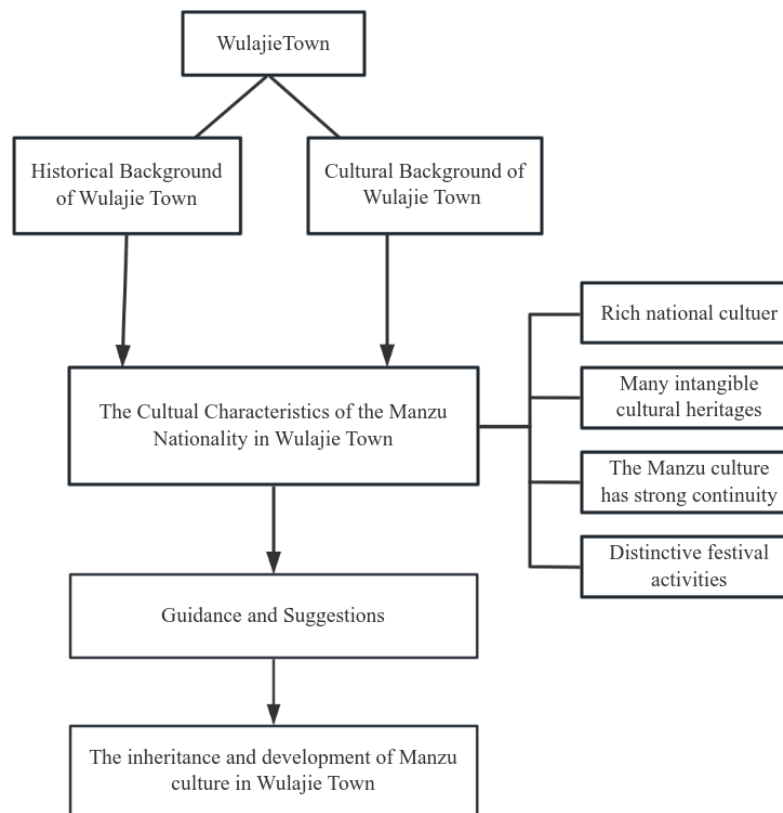 WulajieTown
Historical Background
of Wulajie Town
Cultural Background of
Wulajie Town
The Cultual Characteristics of the Manzu
Nationality in Wulajie Town
Rich national cultuer
Many intangible
cultural heritages
The Manzu culture
has strong continuity
Distinctive festival
activities
Guidance and Suggestions
The inheritance and development of Manzu
culture in Wulajie Town